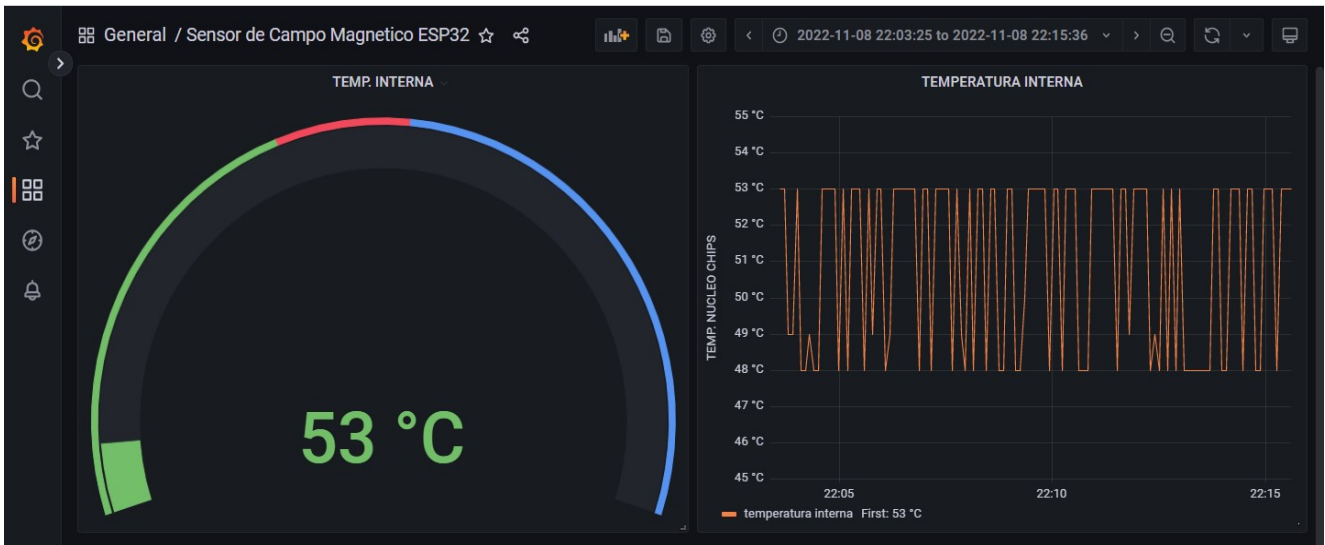 General / Sensor de Campo Magnetico ESP32
2022-11-08 22:03:25 to 2022-11-08 22:15:36
TEMP. INTERNA
53 °C
TEMPERATURA INTERNA
TEMP. NUCLEO CHIPS
55 °C
54 °C
53 °C
52 °C
51 °C
50 °C
49 °C
48 °C
47 °C
46 °C
45 °C
22:05 22:10 22:15
temperatura interna First: 53 °C